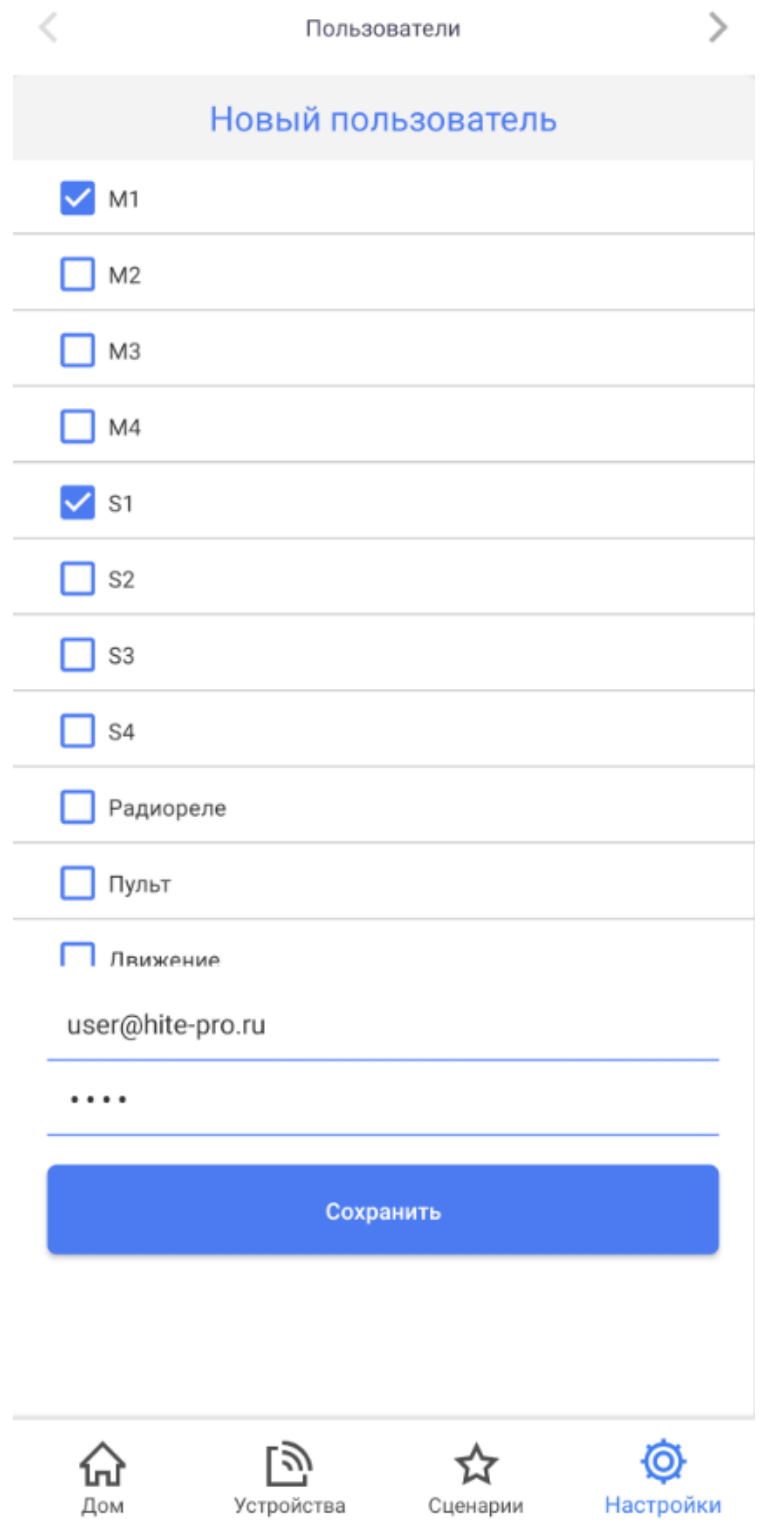 Пользователи
Новый пользователь
M1
M2
M3
M4
S1
S2
S3
S4
Радиореле
Пульт
Движение
user@hite-pro.ru
••••
Сохранить
Дом
Устройства
Сценарии
Настройки